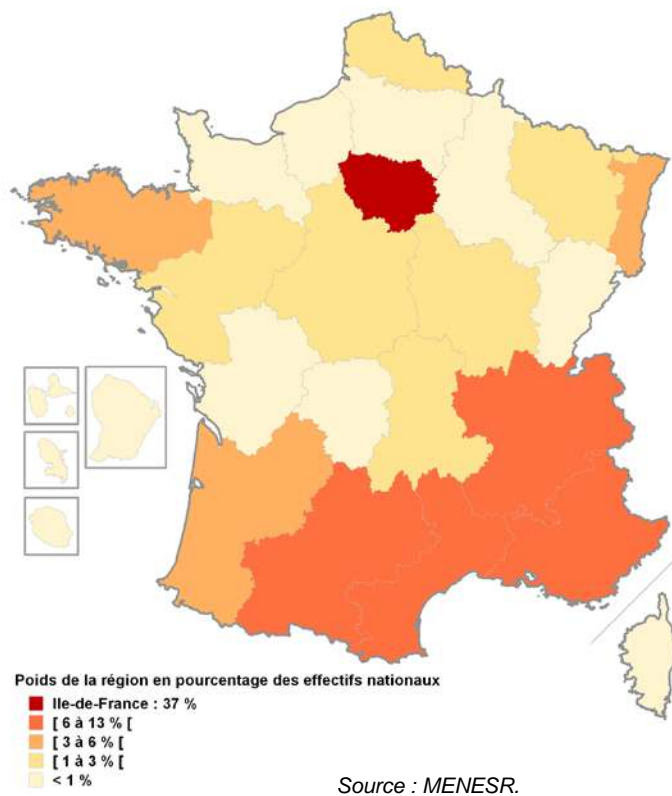 Poids de la région en pourcentage des effectifs nationaux
Ile-de-France : 37 %
[ 6 à 13 % [
[ 3 à 6 % [
[ 1 à 3 % [
< 1 %
Source : MENESR.